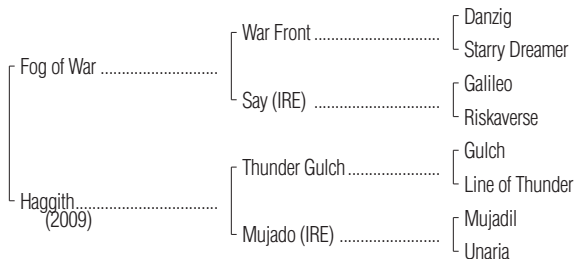 Danzig
War Front ..............................
Starry Dreamer
Fog of War .............................
Galileo
Say (IRE) ..............................
Riskaverse
Gulch
Thunder Gulch ......................
Line of Thunder
Haggith...................................
(2009)
Mujadil
Mujado (IRE) ........................
Unaria